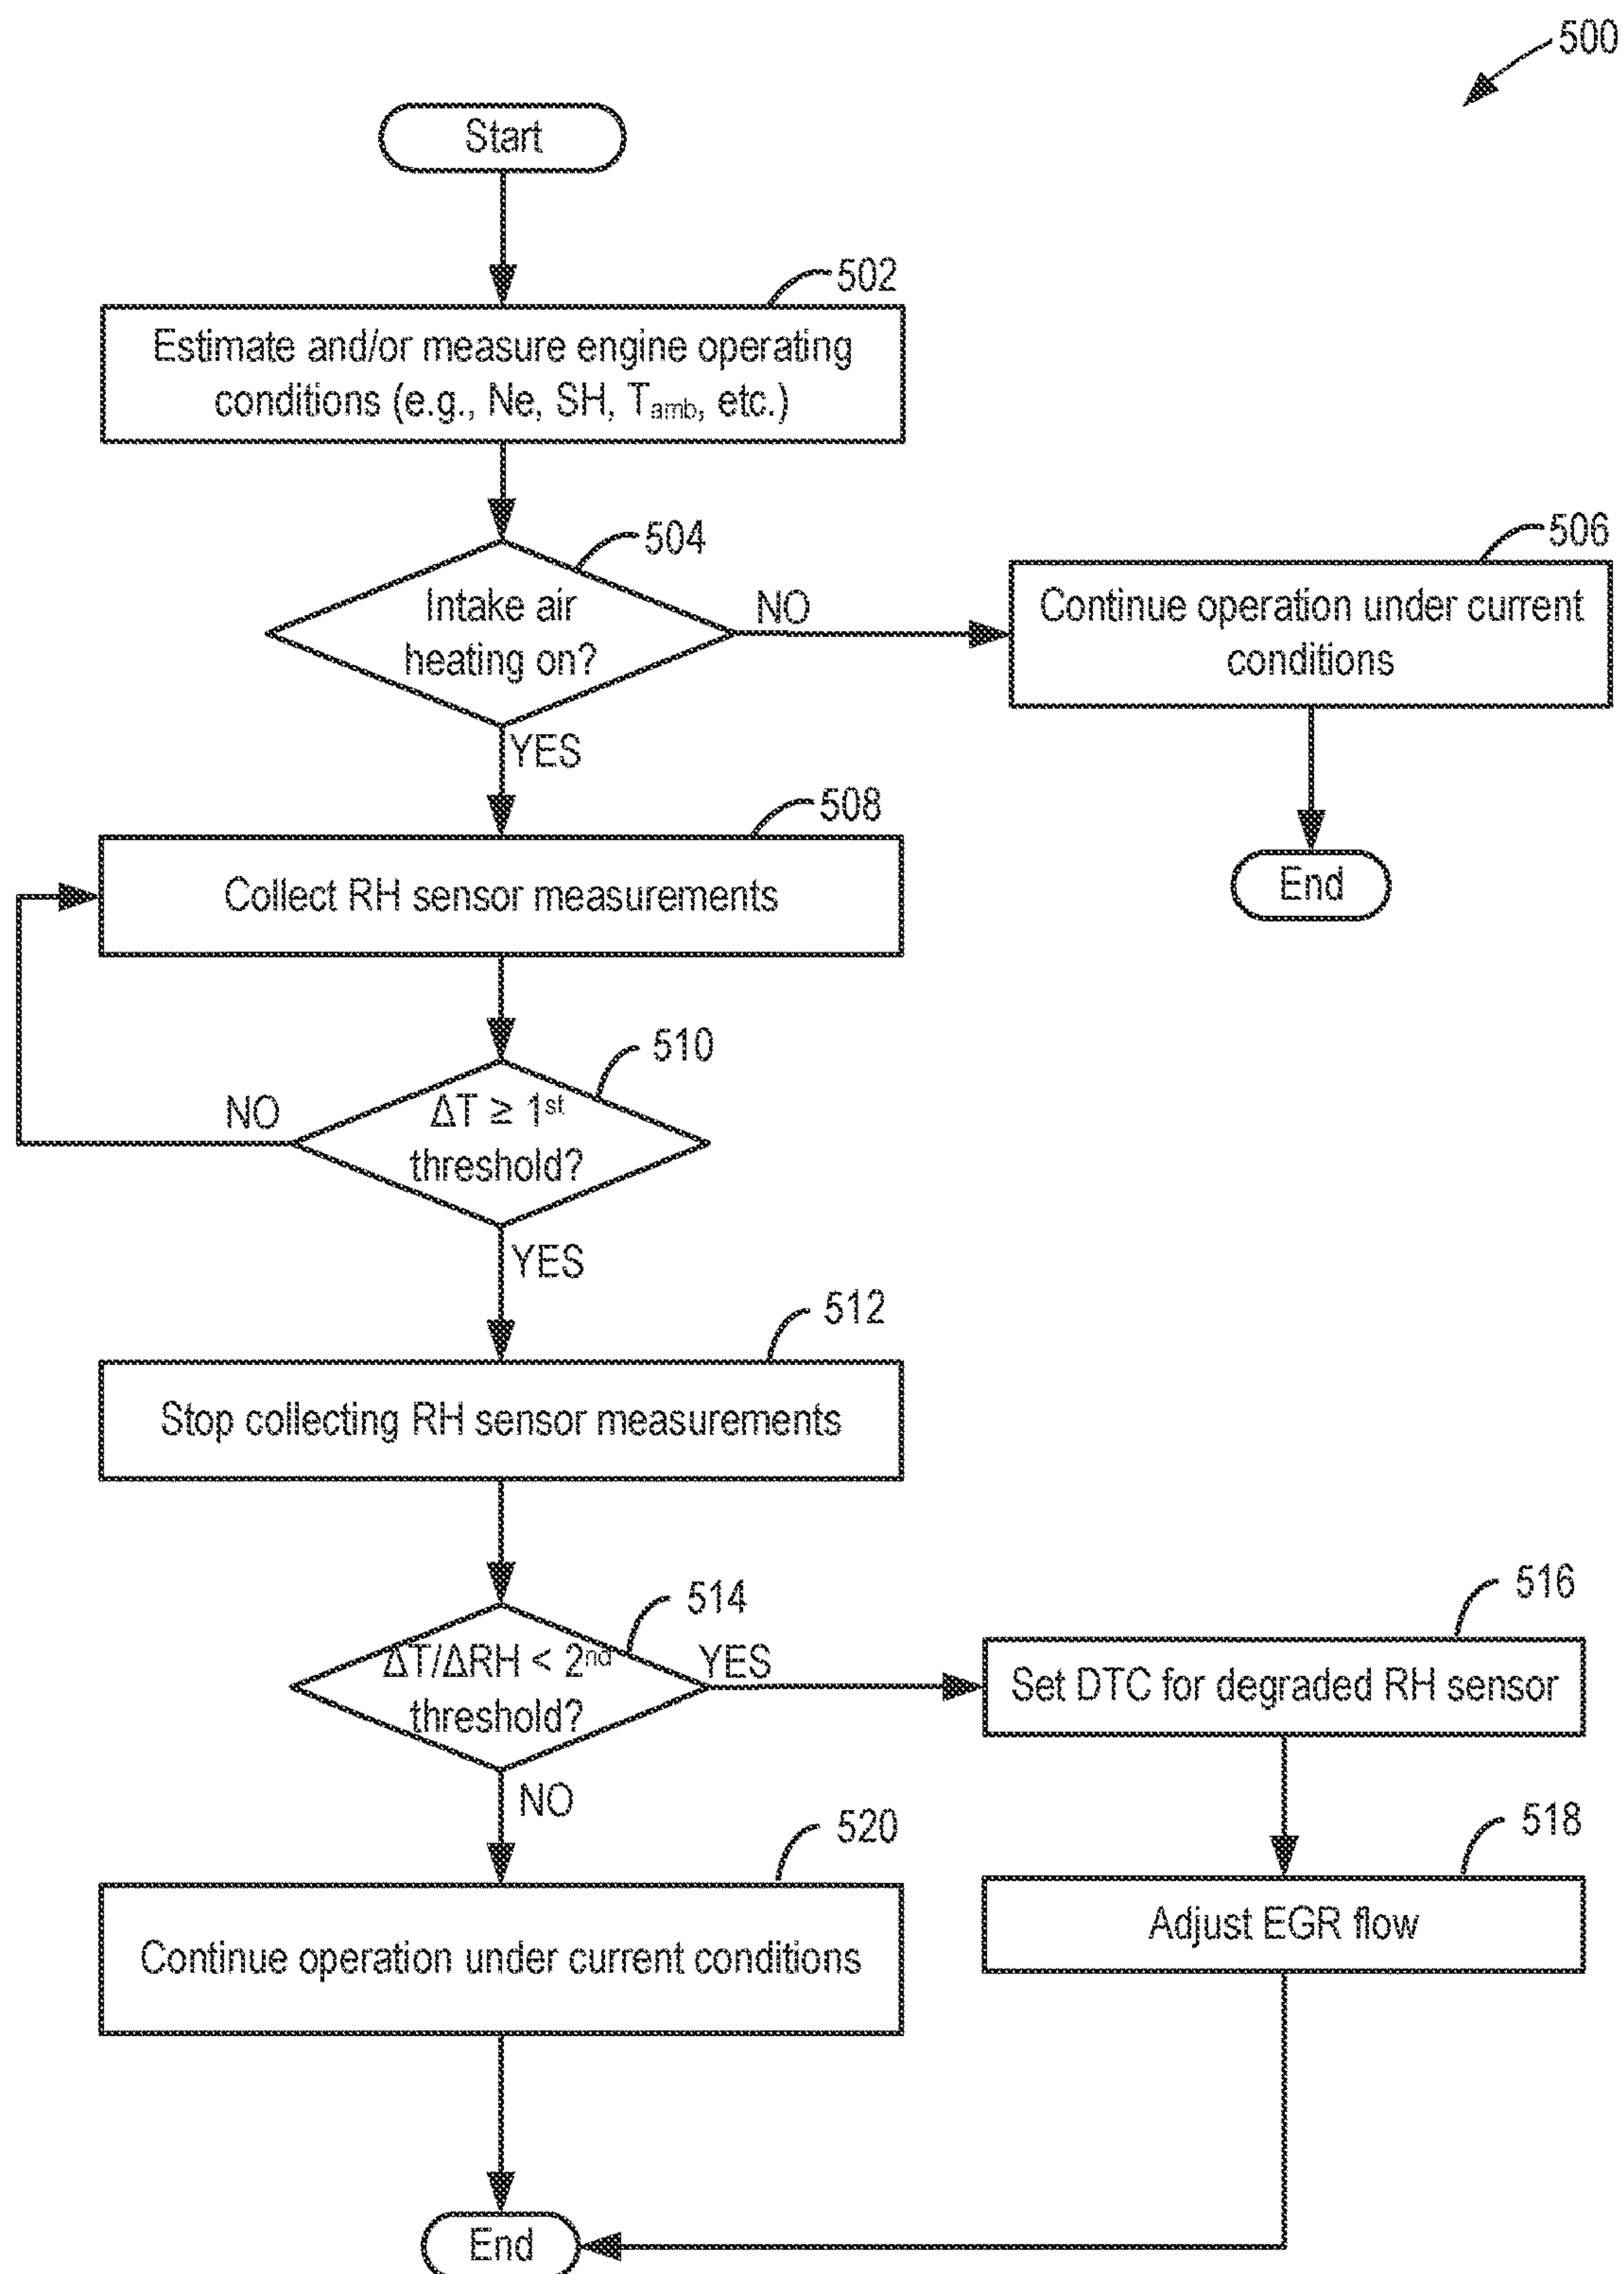 500
Start
502
Estimate and/or measure engine operating
conditions (e.g., Ne, SH, Tamb, etc.)
504
Intake air
heating on?
NO
YES
506
Continue operation under current
conditions
End
508
Collect RH sensor measurements
510
ΔT ≥ 1st
threshold?
NO
YES
512
Stop collecting RH sensor measurements
514
ΔT/ΔRH < 2nd
threshold?
YES
NO
516
Set DTC for degraded RH sensor
518
Adjust EGR flow
520
Continue operation under current conditions
End